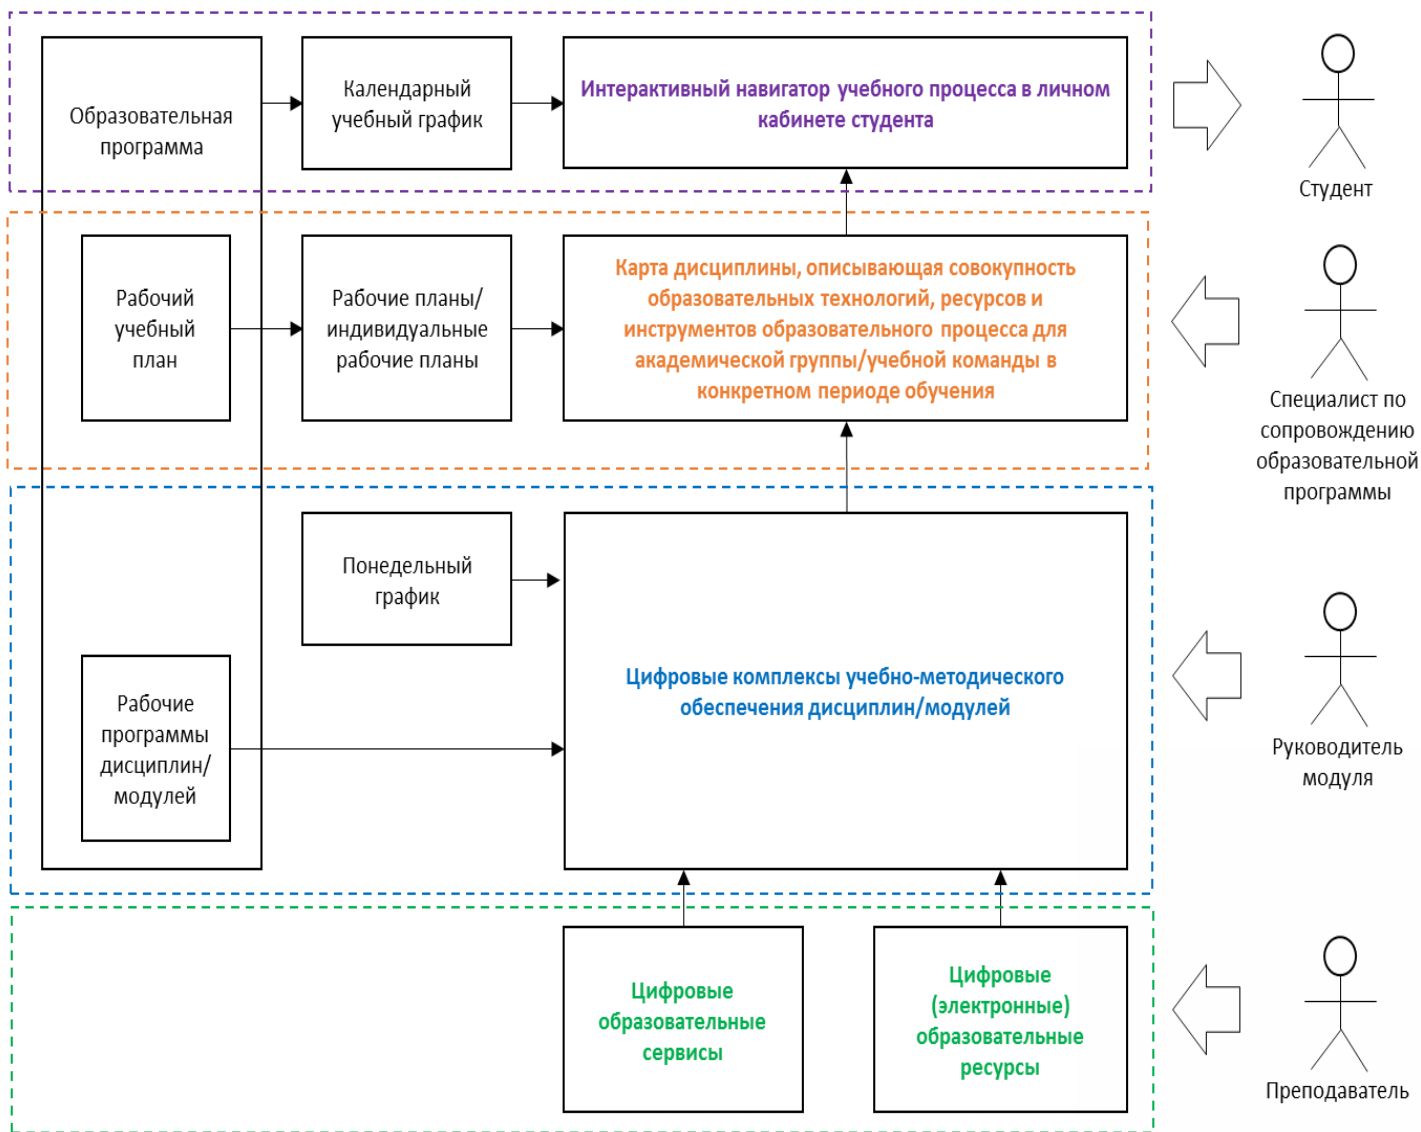 Образовательная
программа
Календарный
учебный график
Интерактивный навигатор учебного процесса в личном
кабинете студента
Студент
Рабочий
учебный
план
Рабочие планы/
индивидуальные
рабочие планы
Карта дисциплины, описывающая совокупность
образовательных технологий, ресурсов и
инструментов образовательного процесса для
академической группы/учебной команды в
конкретном периоде обучения
Специалист по
сопровождению
образовательной
программы
Понедельный
график
Рабочие
программы
дисциплин/
модулей
Цифровые комплексы учебно-методического
обеспечения дисциплин/модулей
Руководитель
модуля
Цифровые
образовательные
сервисы
Цифровые
(электронные)
образовательные
ресурсы
Преподаватель